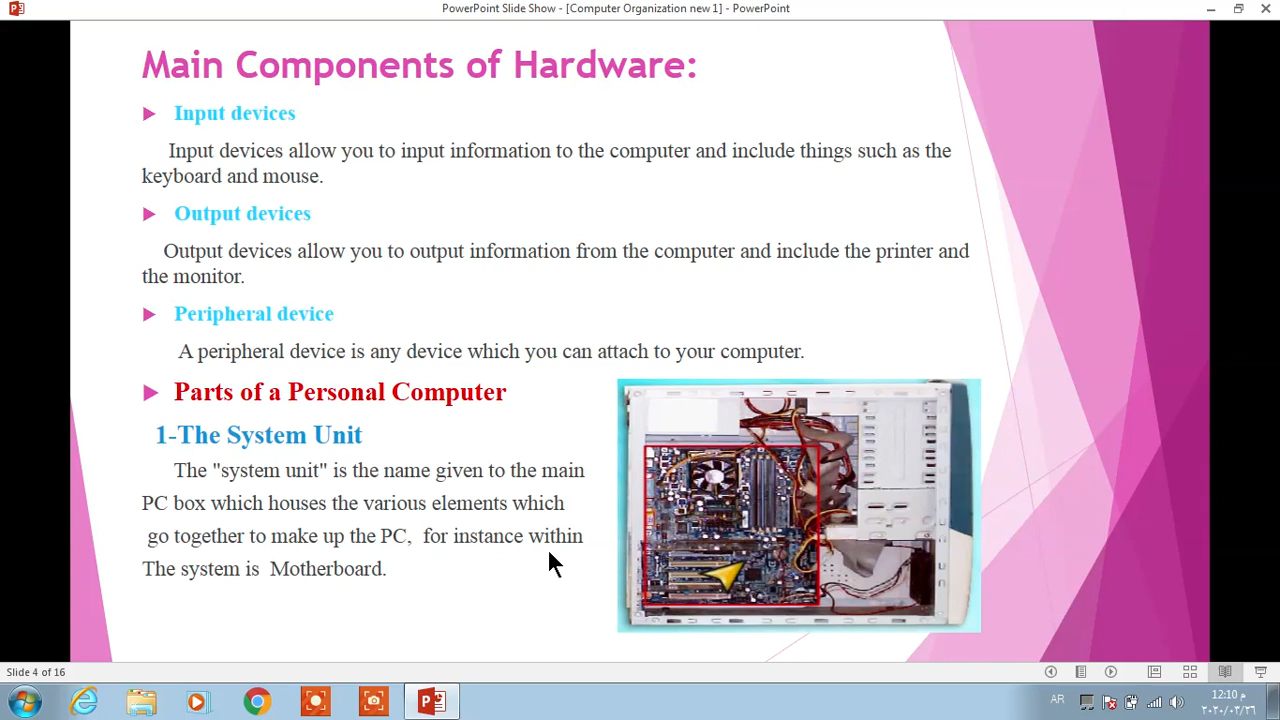 PowerPoint Slide Show - [Computer Organization new 1] - PowerPoint
Main Components of Hardware:
Input devices
Input devices allow you to input information to the computer and include things such as the
keyboard and mouse.
Output devices
Output devices allow you to output information from the computer and include the printer and
the monitor.
Peripheral device
A peripheral device is any device which you can attach to your computer.
Parts of a Personal Computer
1-The System Unit
The "system unit" is the name given to the main
PC box which houses the various elements which
go together to make up the PC, for instance within
The system is Motherboard.
Slide 4 of 16
AR
12:10 م
٢٠٢٠/٠٣/٢٦